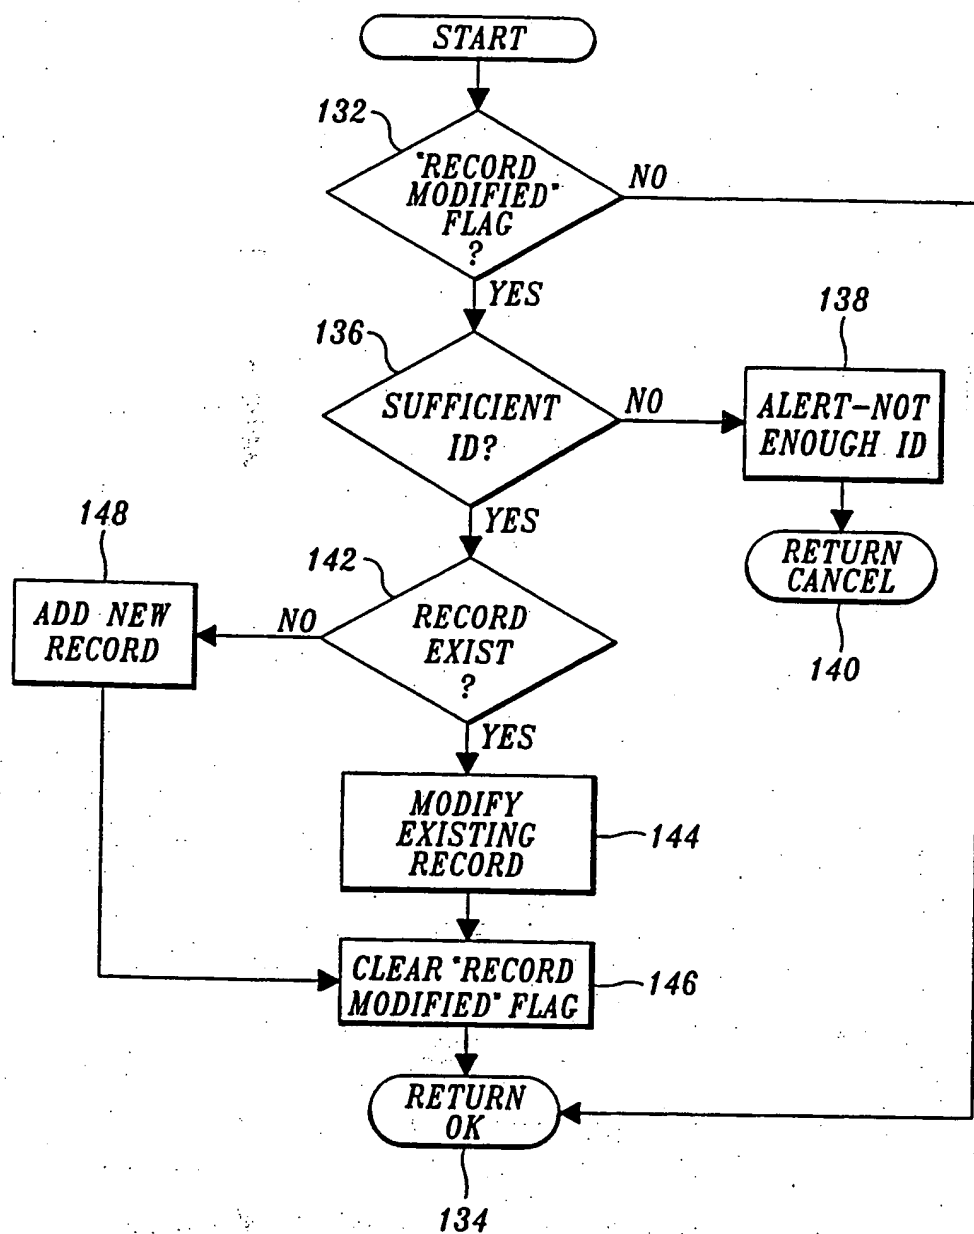 START
132
"RECORD
MODIFIED"
FLAG
?
NO
YES
136
SUFFICIENT
ID?
NO
138
ALERT-NOT
ENOUGH ID
YES
RETURN
CANCEL
140
148
ADD NEW
RECORD
142
NO
RECORD
EXIST
?
YES
MODIFY
EXISTING
RECORD
144
CLEAR "RECORD
MODIFIED" FLAG
146
RETURN
OK
134